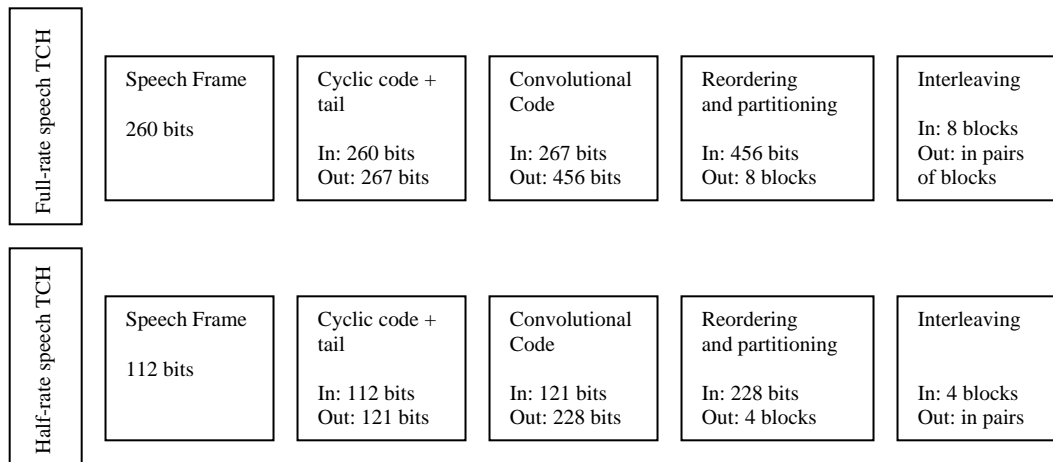 Full-rate speech TCH
Speech Frame
260 bits
Cyclic code +
tail
In: 260 bits
Out: 267 bits
Convolutional
Code
In: 267 bits
Out: 456 bits
Reordering
and partitioning
In: 456 bits
Out: 8 blocks
Interleaving
In: 8 blocks
Out: in pairs
of blocks
Half-rate speech TCH
Speech Frame
112 bits
Cyclic code +
tail
In: 112 bits
Out: 121 bits
Convolutional
Code
In: 121 bits
Out: 228 bits
Reordering
and partitioning
In: 228 bits
Out: 4 blocks
Interleaving
In: 4 blocks
Out: in pairs